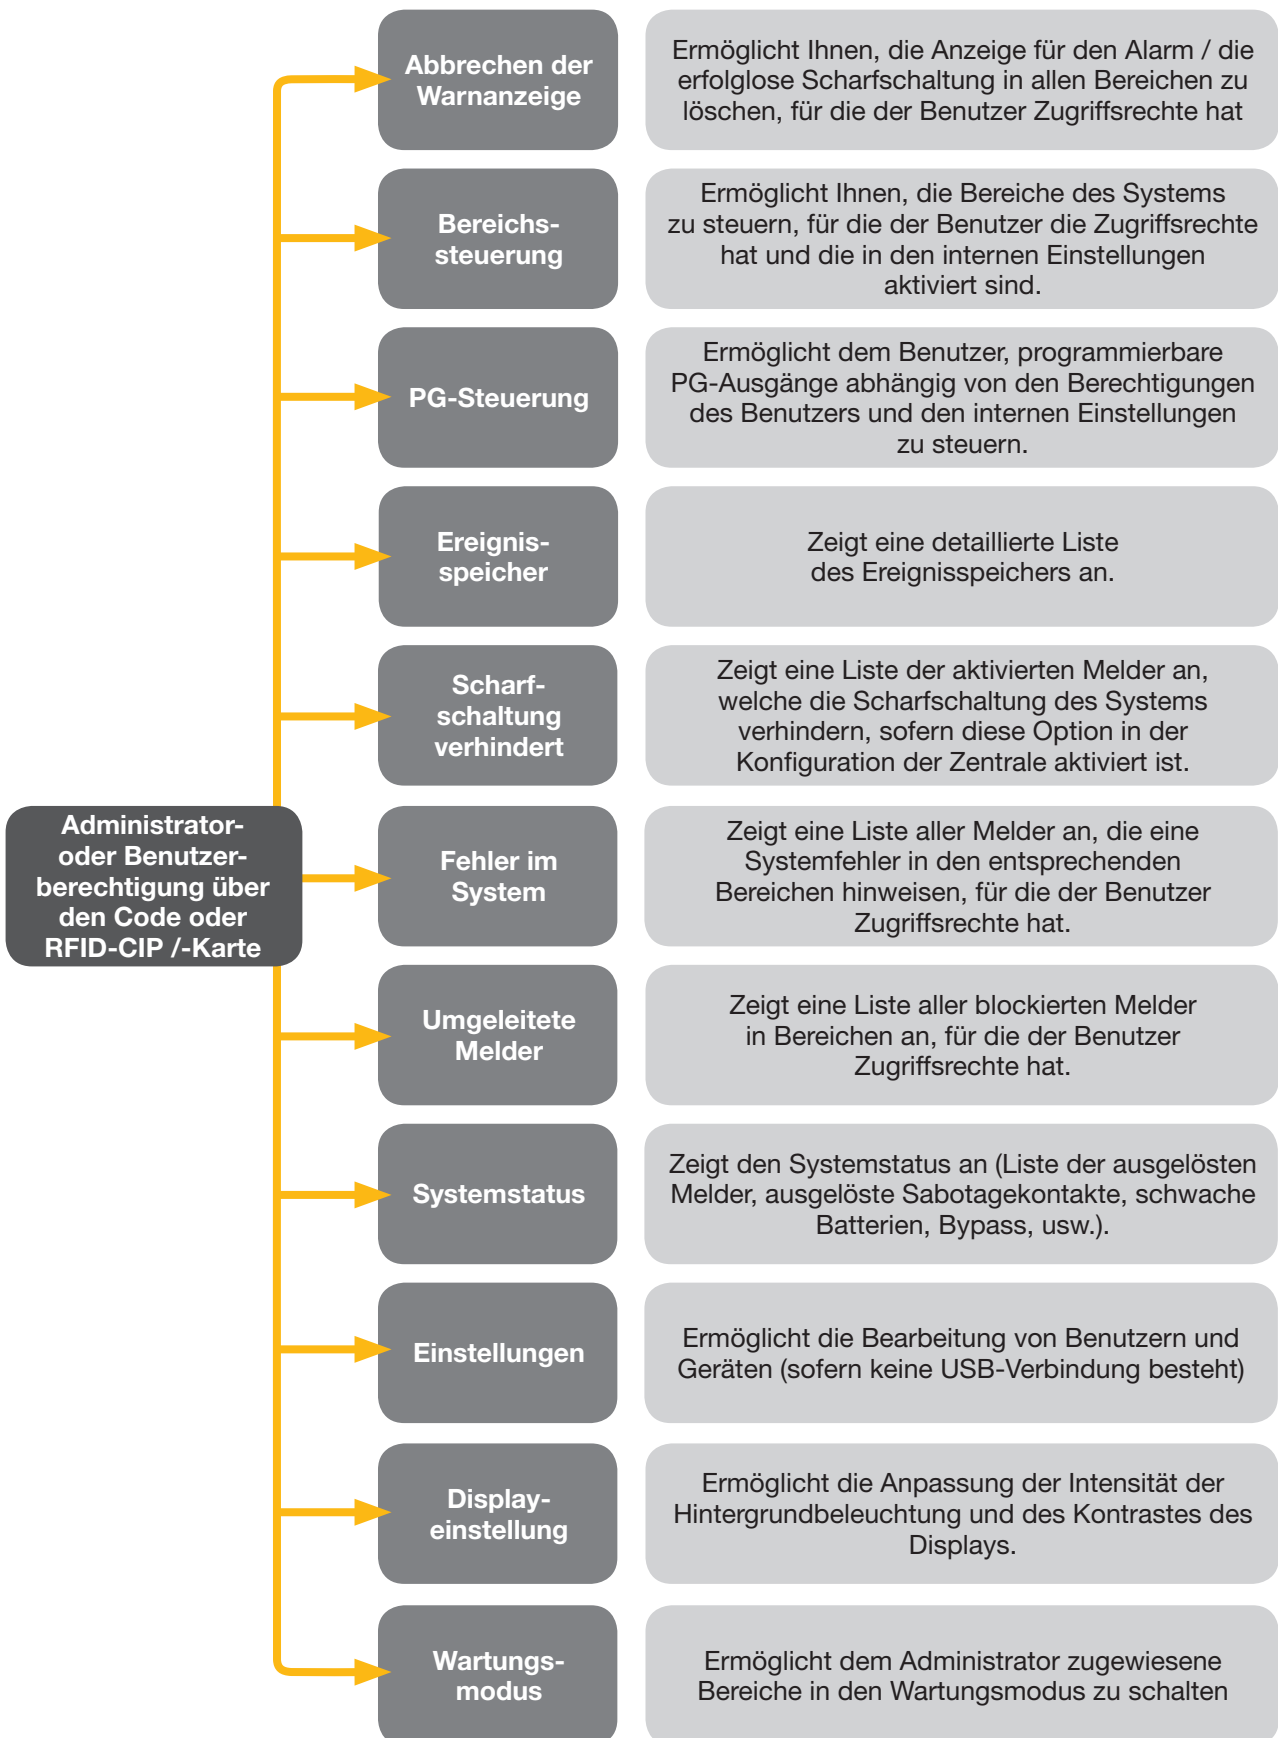 Abbrechen der
Warnanzeige
Ermöglicht Ihnen, die Anzeige für den Alarm / die
erfolglose Scharfschaltung in allen Bereichen zu
löschen, für die der Benutzer Zugriffsrechte hat
Bereichs-
steuerung
Ermöglicht Ihnen, die Bereiche des Systems
zu steuern, für die der Benutzer die Zugriffsrechte
hat und die in den internen Einstellungen
aktiviert sind.
PG-Steuerung
Ermöglicht dem Benutzer, programmierbare
PG-Ausgänge abhängig von den Berechtigungen
des Benutzers und den internen Einstellungen
zu steuern.
Ereignis-
speicher
Zeigt eine detaillierte Liste
des Ereignisspeichers an.
Scharf-
schaltung
verhindert
Zeigt eine Liste der aktivierten Melder an,
welche die Scharfschaltung des Systems
verhindern, sofern diese Option in der
Konfiguration der Zentrale aktiviert ist.
Administrator-
oder Benutzer-
berechtigung über
den Code oder
RFID-CIP /-Karte
Fehler im
System
Zeigt eine Liste aller Melder an, die eine
Systemfehler in den entsprechenden
Bereichen hinweisen, für die der Benutzer
Zugriffsrechte hat.
Umgeleitete
Melder
Zeigt eine Liste aller blockierten Melder
in Bereichen an, für die der Benutzer
Zugriffsrechte hat.
Systemstatus
Zeigt den Systemstatus an (Liste der ausgelösten
Melder, ausgelöste Sabotagekontakte, schwache
Batterien, Bypass, usw.).
Einstellungen
Ermöglicht die Bearbeitung von Benutzern und
Geräten (sofern keine USB-Verbindung besteht)
Display-
einstellung
Ermöglicht die Anpassung der Intensität der
Hintergrundbeleuchtung und des Kontrastes des
Displays.
Wartungs-
modus
Ermöglicht dem Administrator zugewiesene
Bereiche in den Wartungsmodus zu schalten